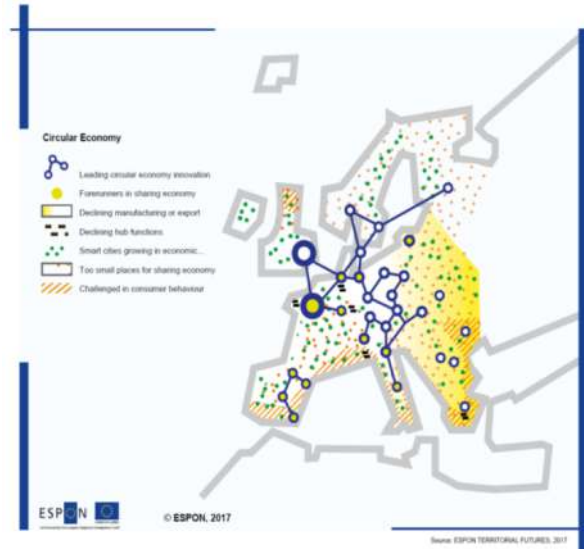 Circular Economy
Leading circular economy innovation
Forerunners in sharing economy
Declining manufacturing or export
Declining hub functions
Smart cities growing in economic...
Too small places for sharing economy
Challenged in consumer behaviour
ESPON
© ESPON, 2017
Source: ESPON TERRITORIAL FUTURES, 2017